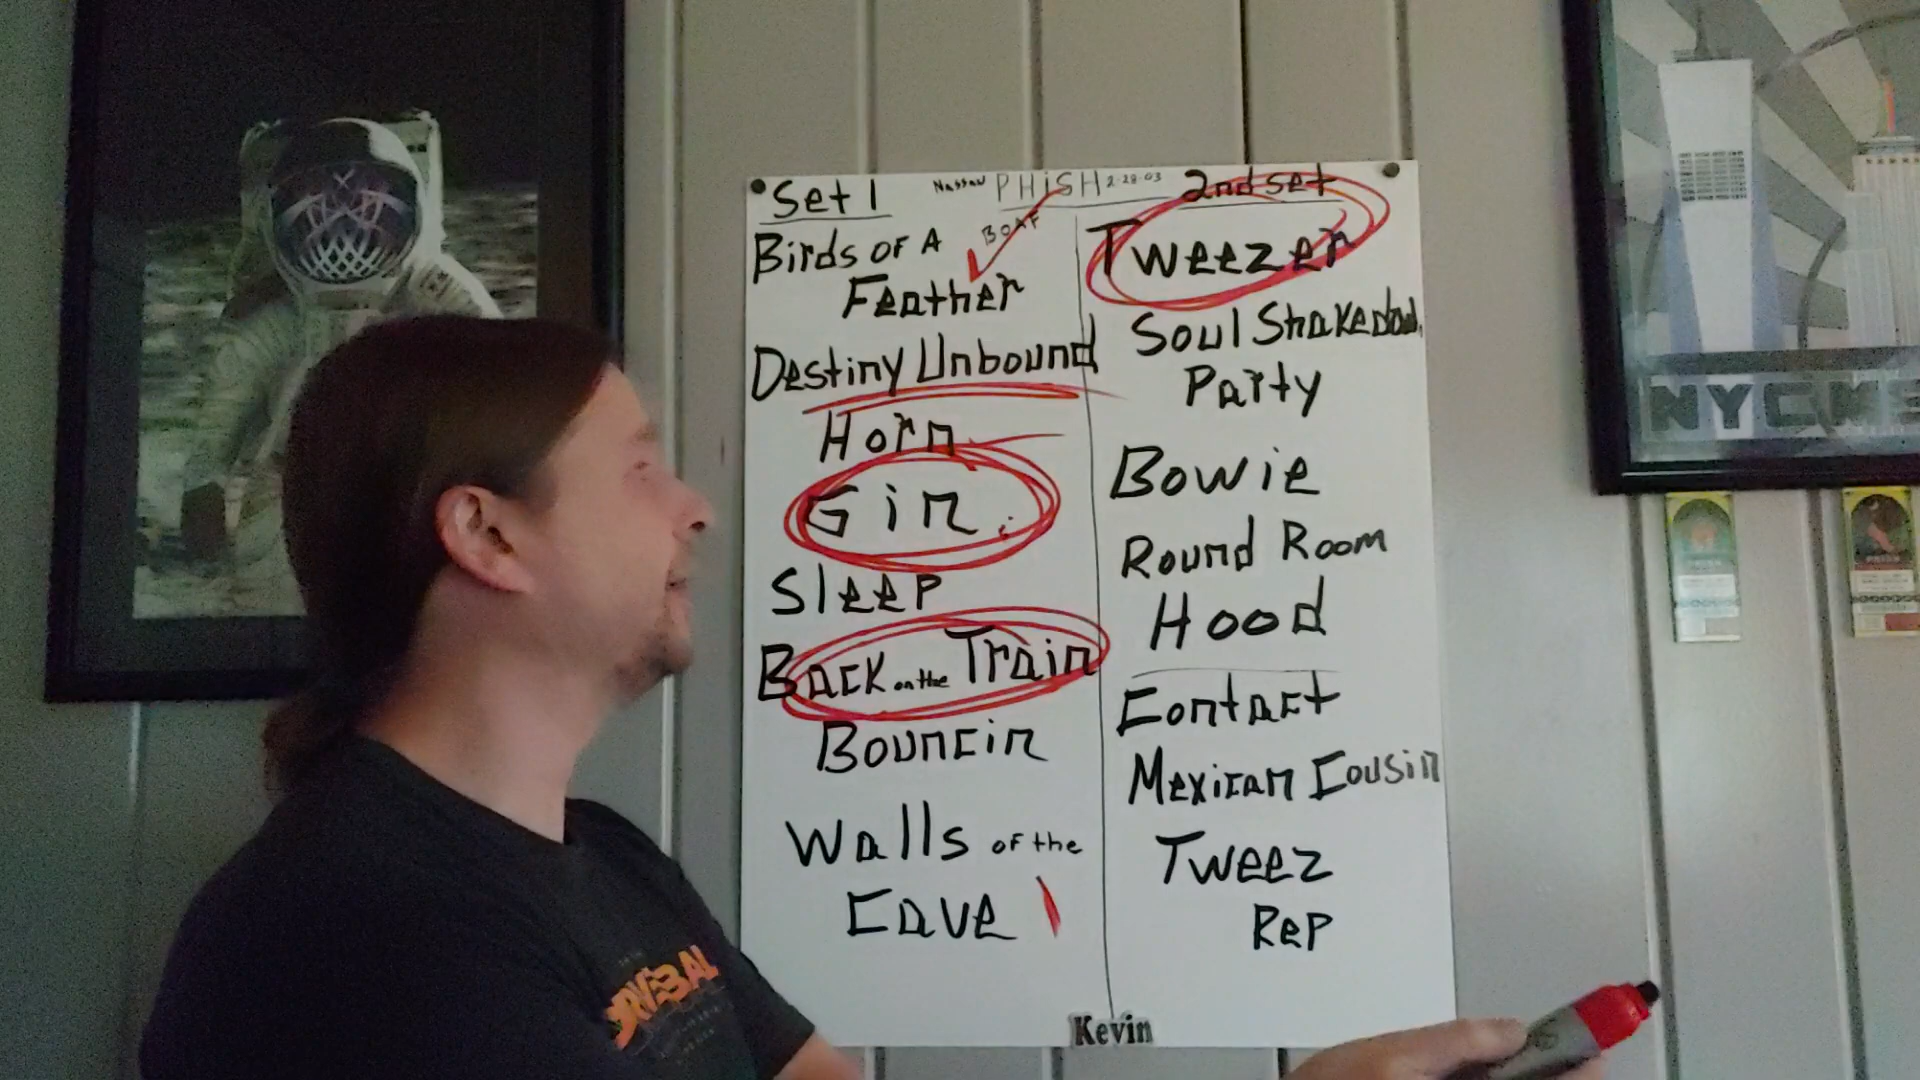 Set 1
Nassau PHiSH 2-28-03
2nd set
BOAF
Birds of A
Feather
Destiny Unbound
Horn
Gin
Sleep
Back on the Train
Bouncin
Walls of the
Cave
Tweezer
Soul Shakedown
Party
Bowie
Round Room
Hood
Contact
Mexican Cousin
Tweez
Rep
Kevin
NYCMS